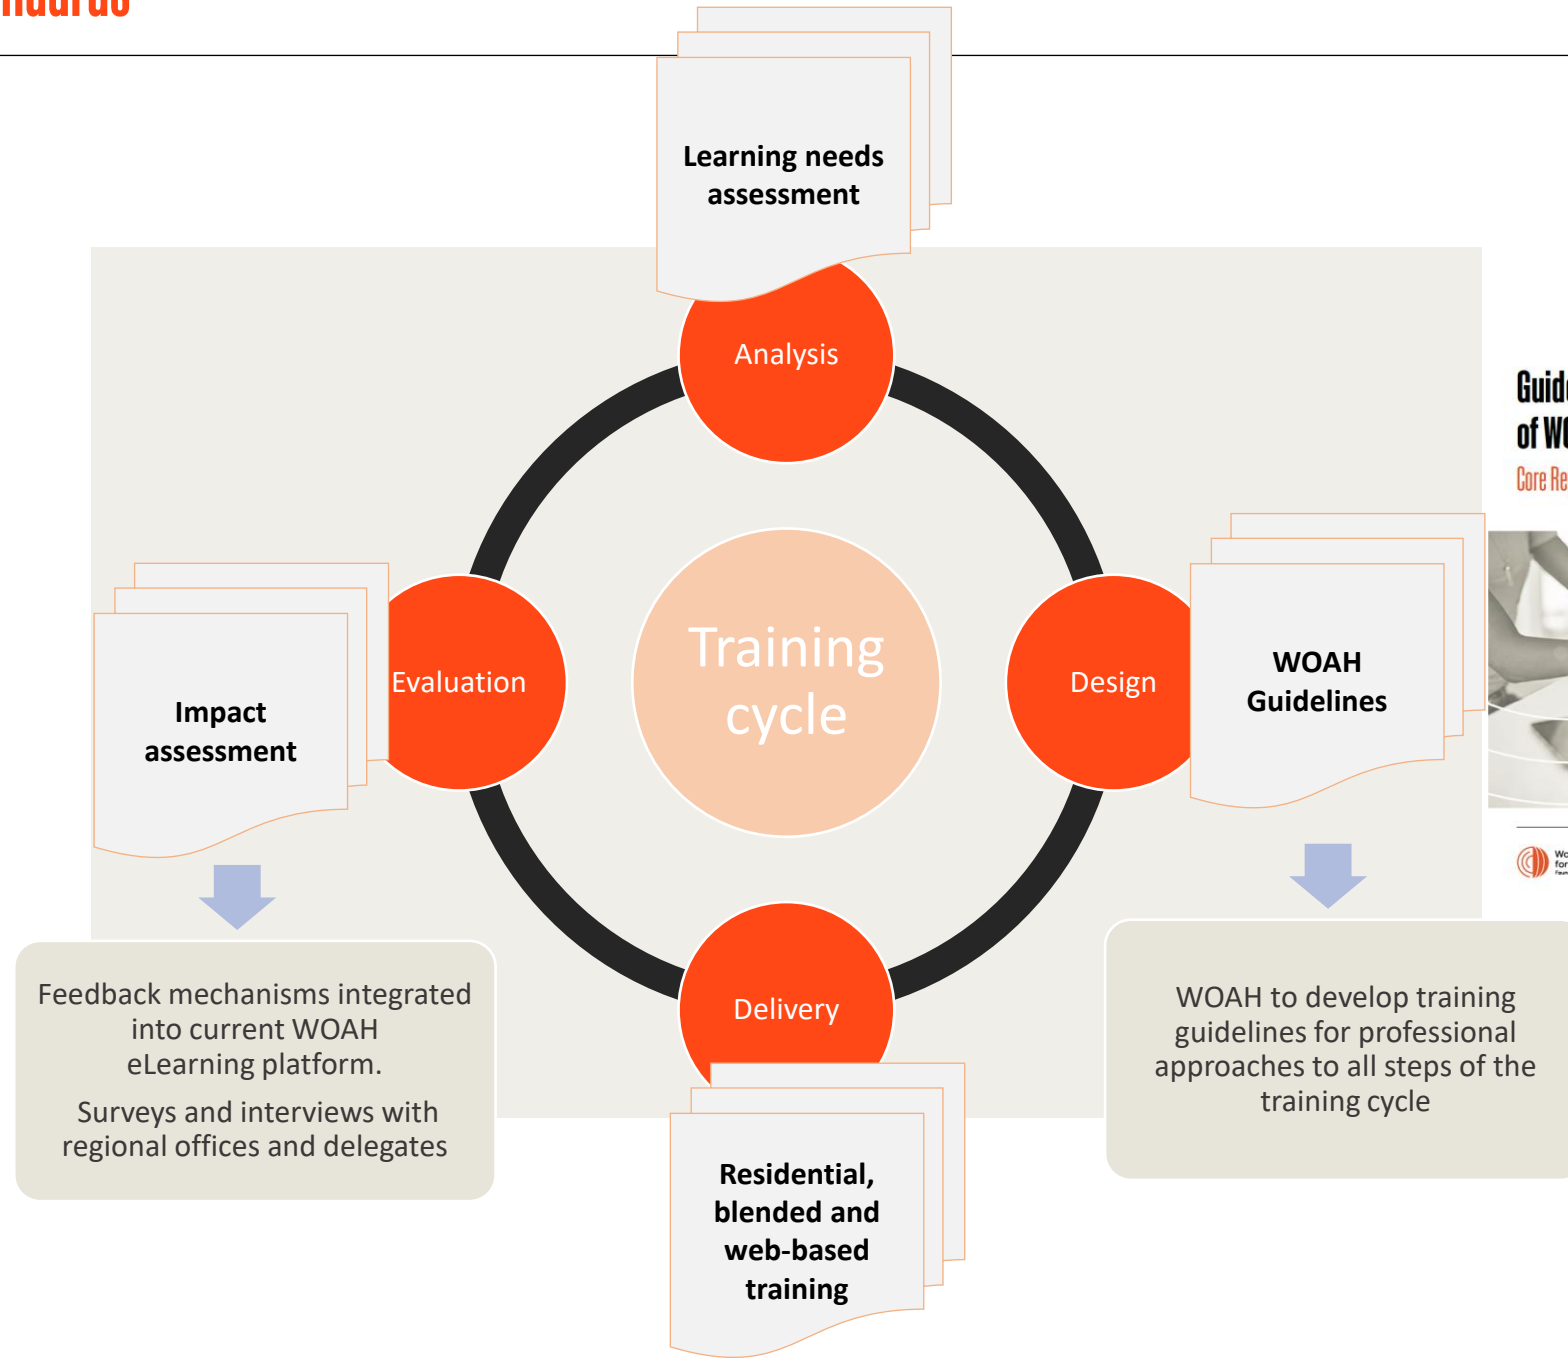 Learning needs
assessment
Analysis
of
Core
Training
cycle
Evaluation
Design
Impact
assessment
WOAH
Guidelines
Delivery
Feedback mechanisms integrated
into current WOAH
eLearning platform.
Surveys and interviews with
regional offices and delegates
WOAH to develop training
guidelines for professional
approaches to all steps of the
training cycle
Residential,
blended and
web-based
training